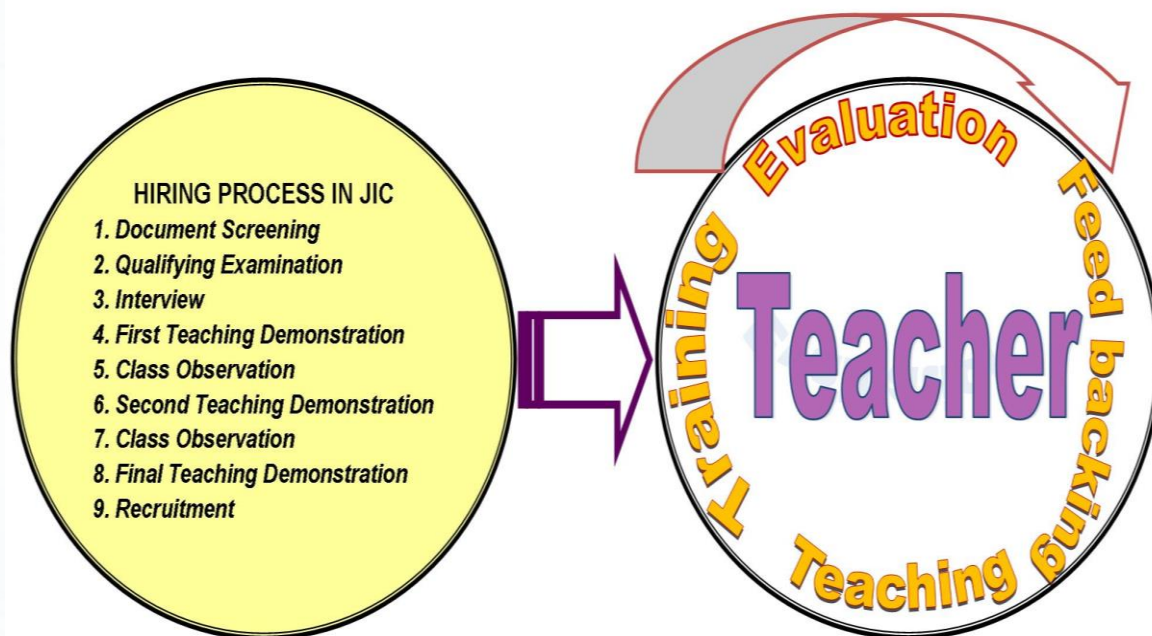 HIRING PROCESS IN JIC
1. Document Screening
2. Qualifying Examination
3. Interview
4. First Teaching Demonstration
5. Class Observation
6. Second Teaching Demonstration
7. Class Observation
8. Final Teaching Demonstration
9. Recruitment
Training
Evaluation
Feed backing
Teaching
Teacher